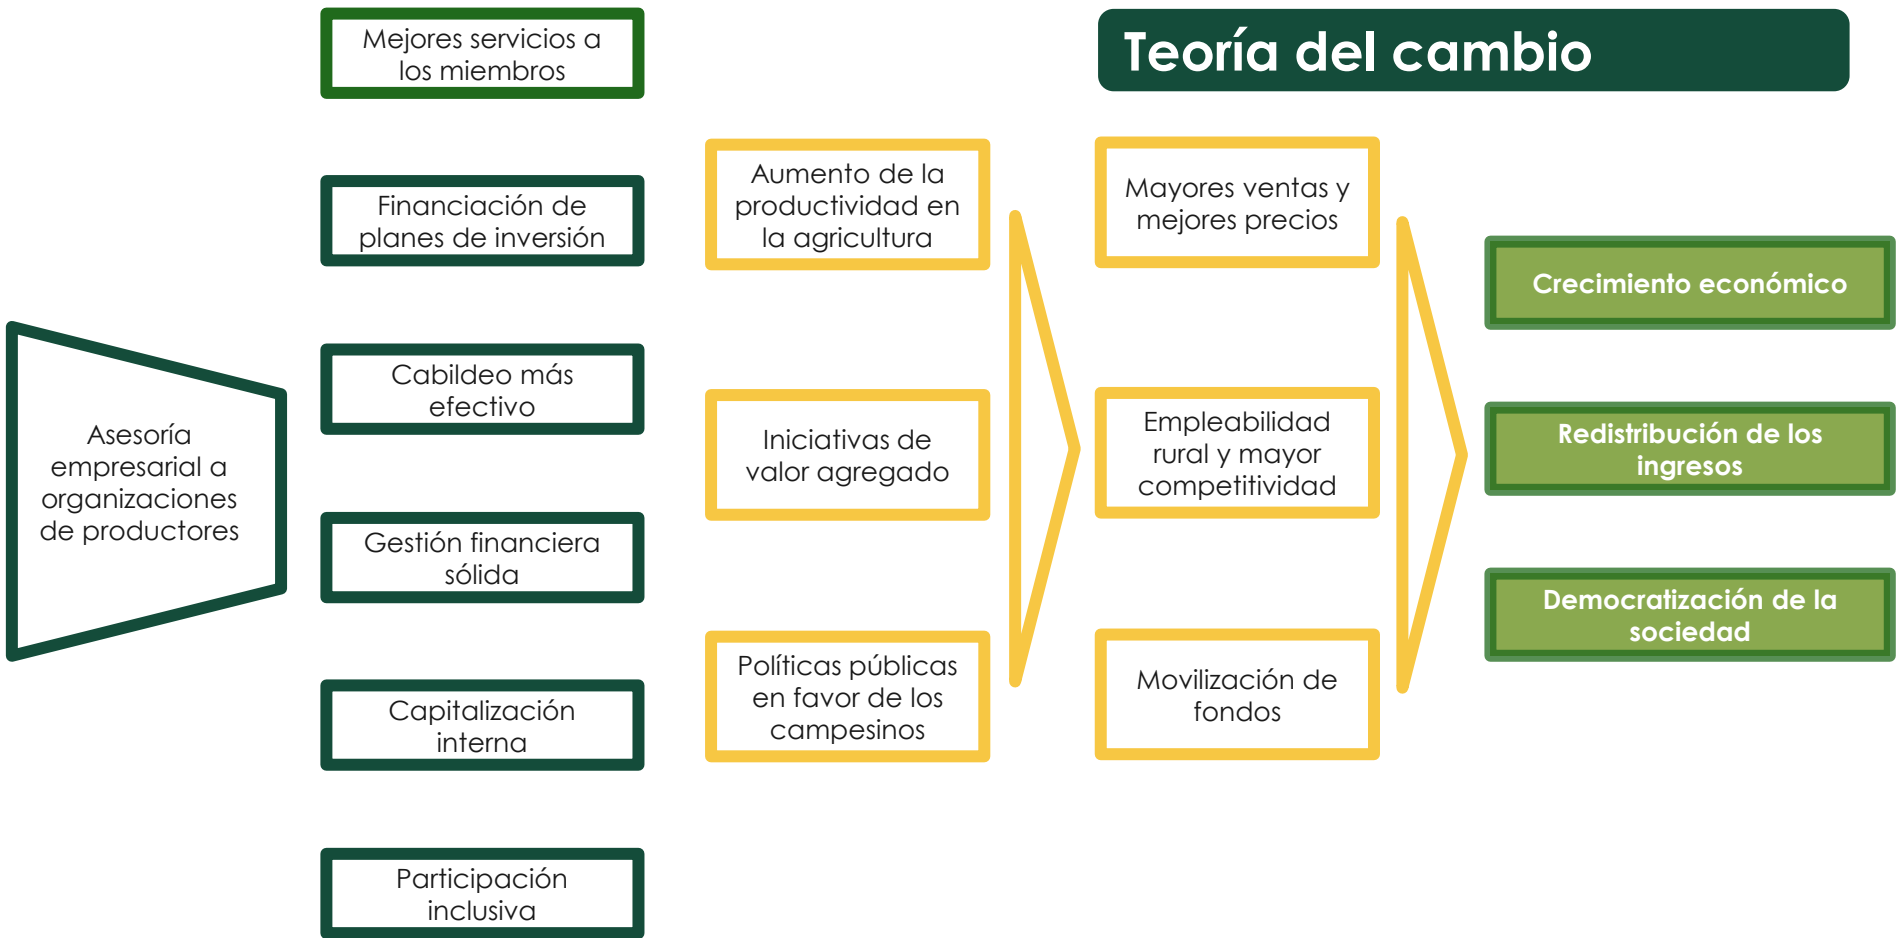 Teoría del cambio
Asesoría
empresarial a
organizaciones
de productores
Mejores servicios a
los miembros
Financiación de
planes de inversión
Cabildeo más
efectivo
Gestión financiera
sólida
Capitalización
interna
Participación
inclusiva
Aumento de la
productividad en
la agricultura
Iniciativas de
valor agregado
Políticas públicas
en favor de los
campesinos
Mayores ventas y
mejores precios
Empleabilidad
rural y mayor
competitividad
Movilización de
fondos
Crecimiento económico
Redistribución de los
ingresos
Democratización de la
sociedad